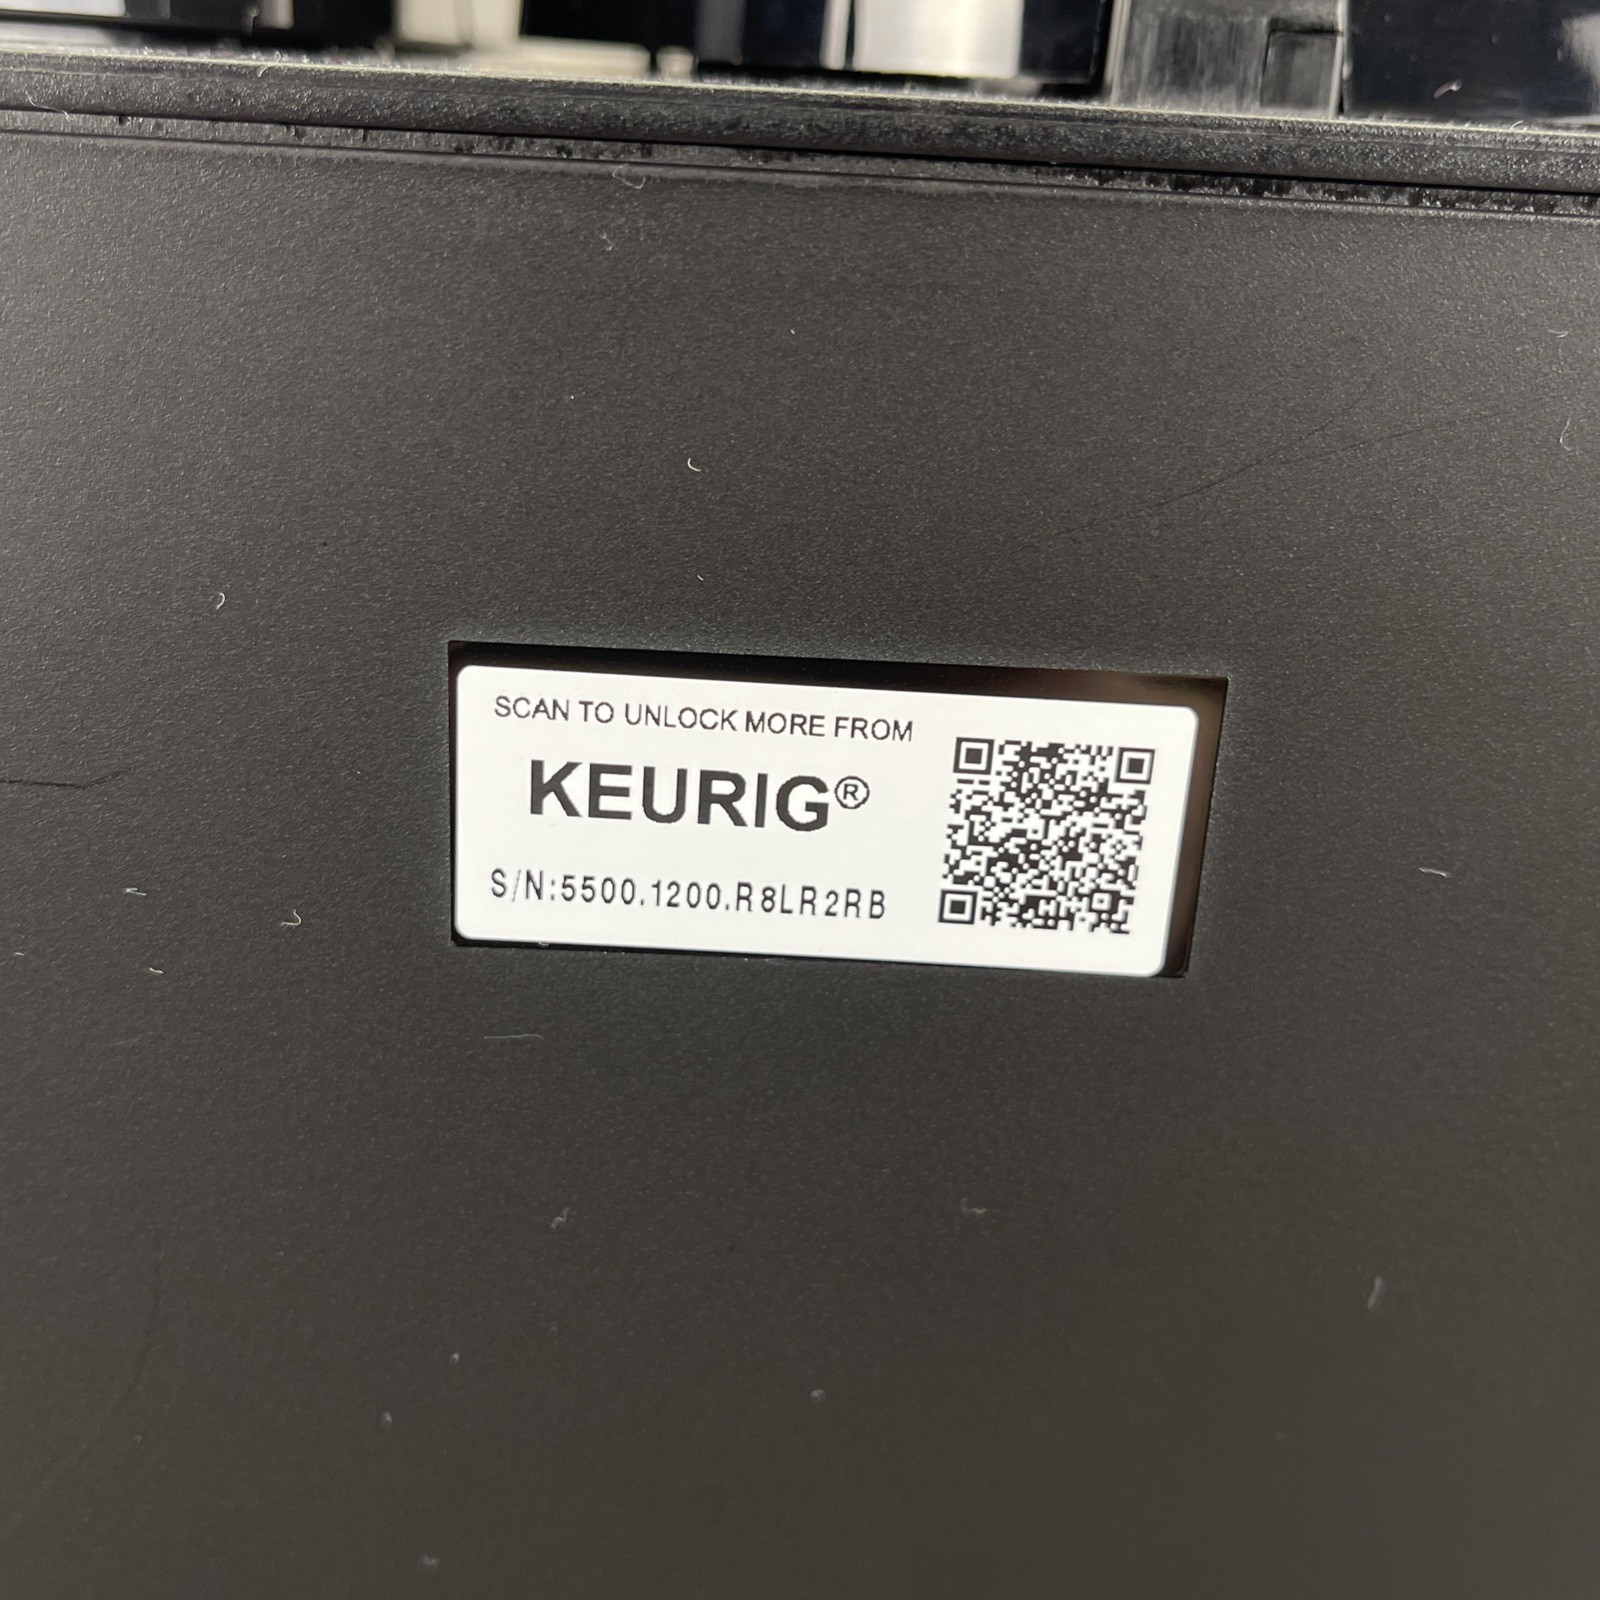 SCAN TO UNLOCK MORE FROM
KEURIG®
S/N:5500.1200.R8LR2RB